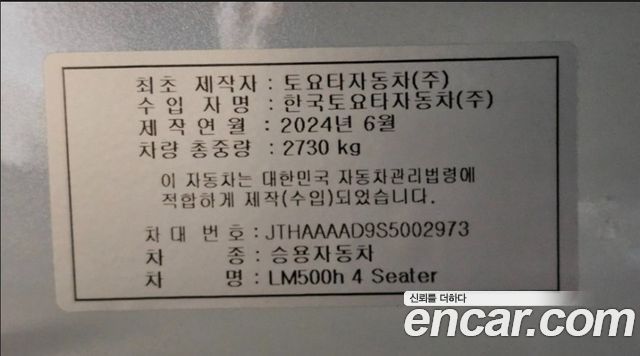 최초 제작자 : 토요타자동차(주)
수입 자명 : 한국토요타자동차(주)
제작연월 : 2024년 6월
차량 총중량 : 2730 kg
이 자동차는 대한민국 자동차관리법령에
적합하게 제작(수입)되었습니다.
차대 번호 : JTHAAAAD9S5002973
차 종 : 승용자동차
차 명 : LM500h 4 Seater
신뢰를 더하다
encar.com